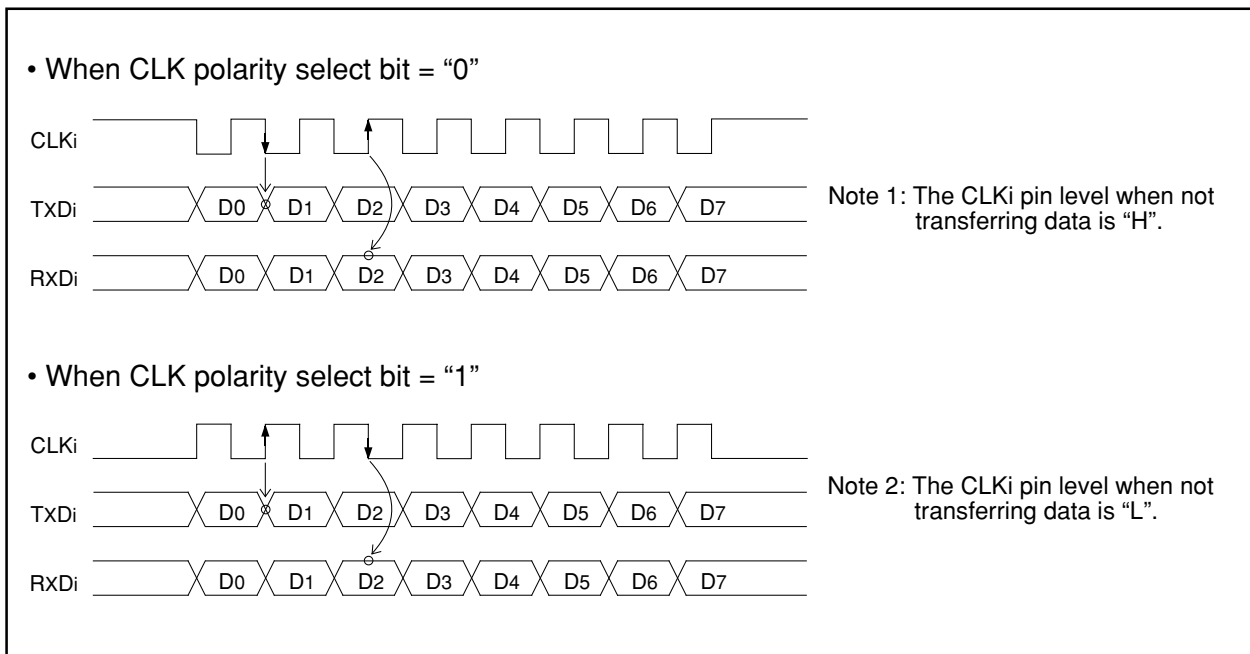 • When CLK polarity select bit = “0”
CLKi
TXDi D0 D1 D2 D3 D4 D5 D6 D7
RXDi D0 D1 D2 D3 D4 D5 D6 D7
Note 1: The CLKi pin level when not
transferring data is “H”.
• When CLK polarity select bit = “1”
CLKi
TXDi D0 D1 D2 D3 D4 D5 D6 D7
RXDi D0 D1 D2 D3 D4 D5 D6 D7
Note 2: The CLKi pin level when not
transferring data is “L”.